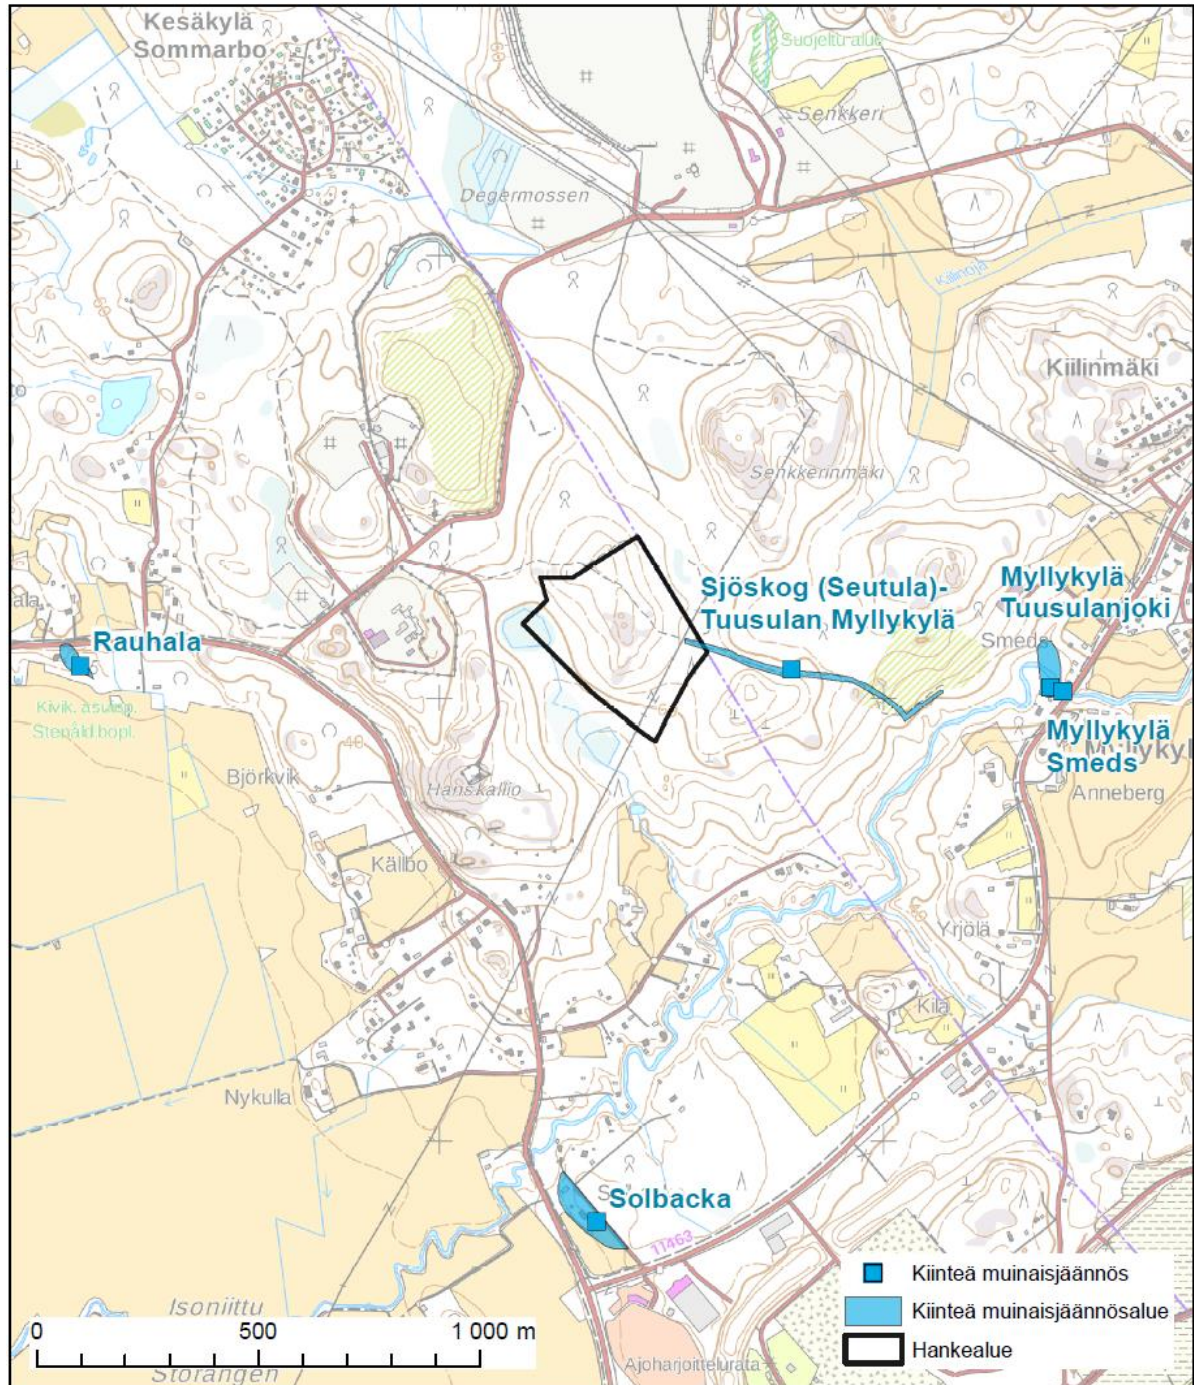 Kesäkylä
Sommarbo
Suojeltu alue
Senkkeri
Degermossen
60
Kiilinoja
Kiilinmäki
Senkkerinmäki
Sjöskog (Seutula)-
Tuusulan Myllykylä
Myllykylä
Tuusulanjoki
Smeds
Rauhala
Kivik. asuinp.
Stenåld.bopl.
40
Björkvik
Hanskallio
Myllykylä
Smeds
Anneberg
Källbo
Yrjölä
Kila
Nykulla
Solbacka
11463
Isoniittu
Storängen
Ajoharjoittelurata
0 500 1 000 m
Kiinteä muinaisjäännös
Kiinteä muinaisjäännösalue
Hankealue